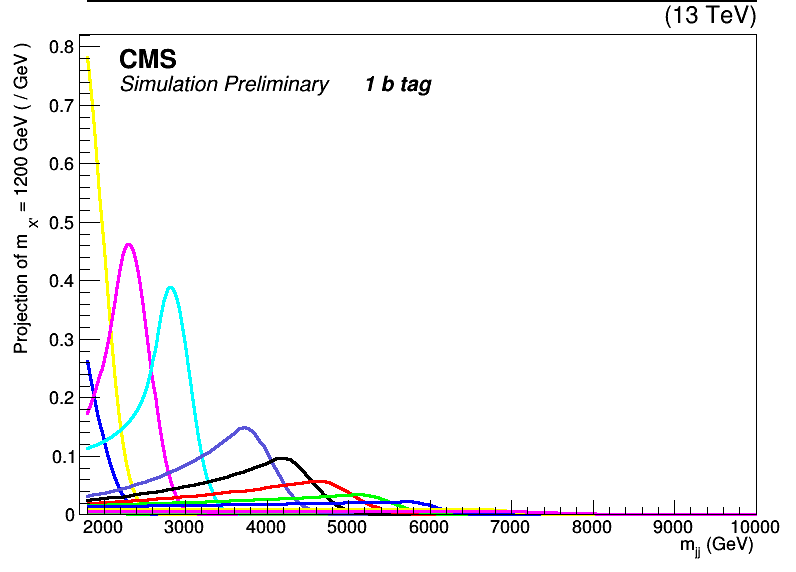 (13 TeV)
CMS
Simulation Preliminary 1 b tag
Projection of m x' = 1200 GeV ( / GeV )
0.8
0.7
0.6
0.5
0.4
0.3
0.2
0.1
0
2000 3000 4000 5000 6000 7000 8000 9000 10000
m jj (GeV)